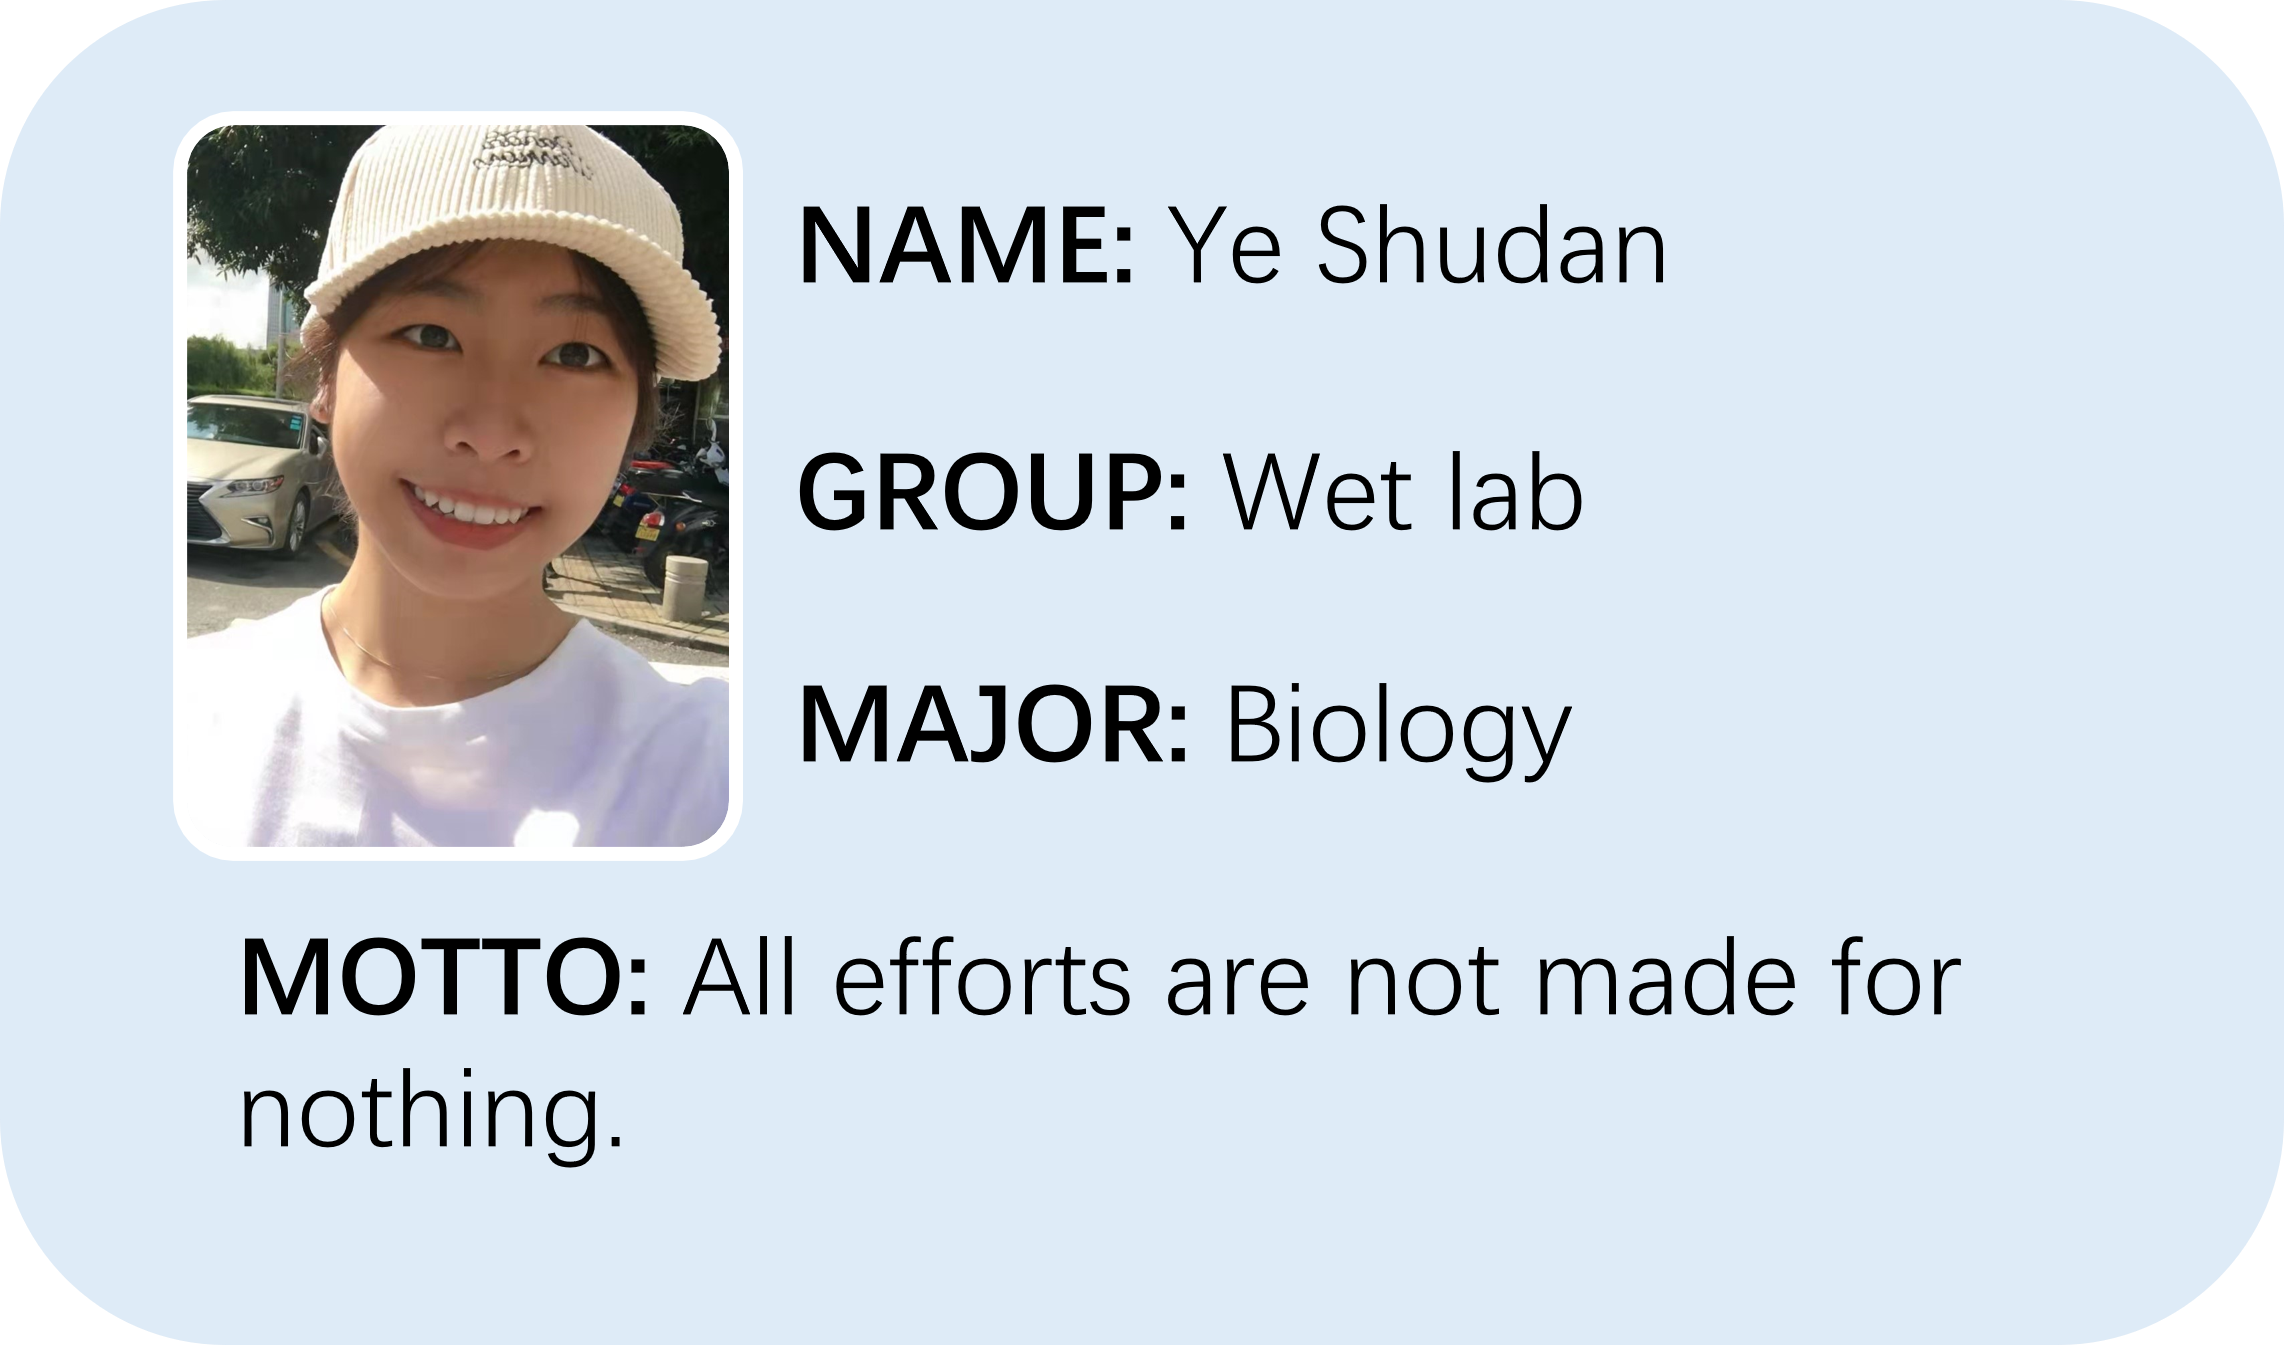 NAME: Ye Shudan
GROUP: Wet lab
MAJOR: Biology
MOTTO: All efforts are not made for
nothing.